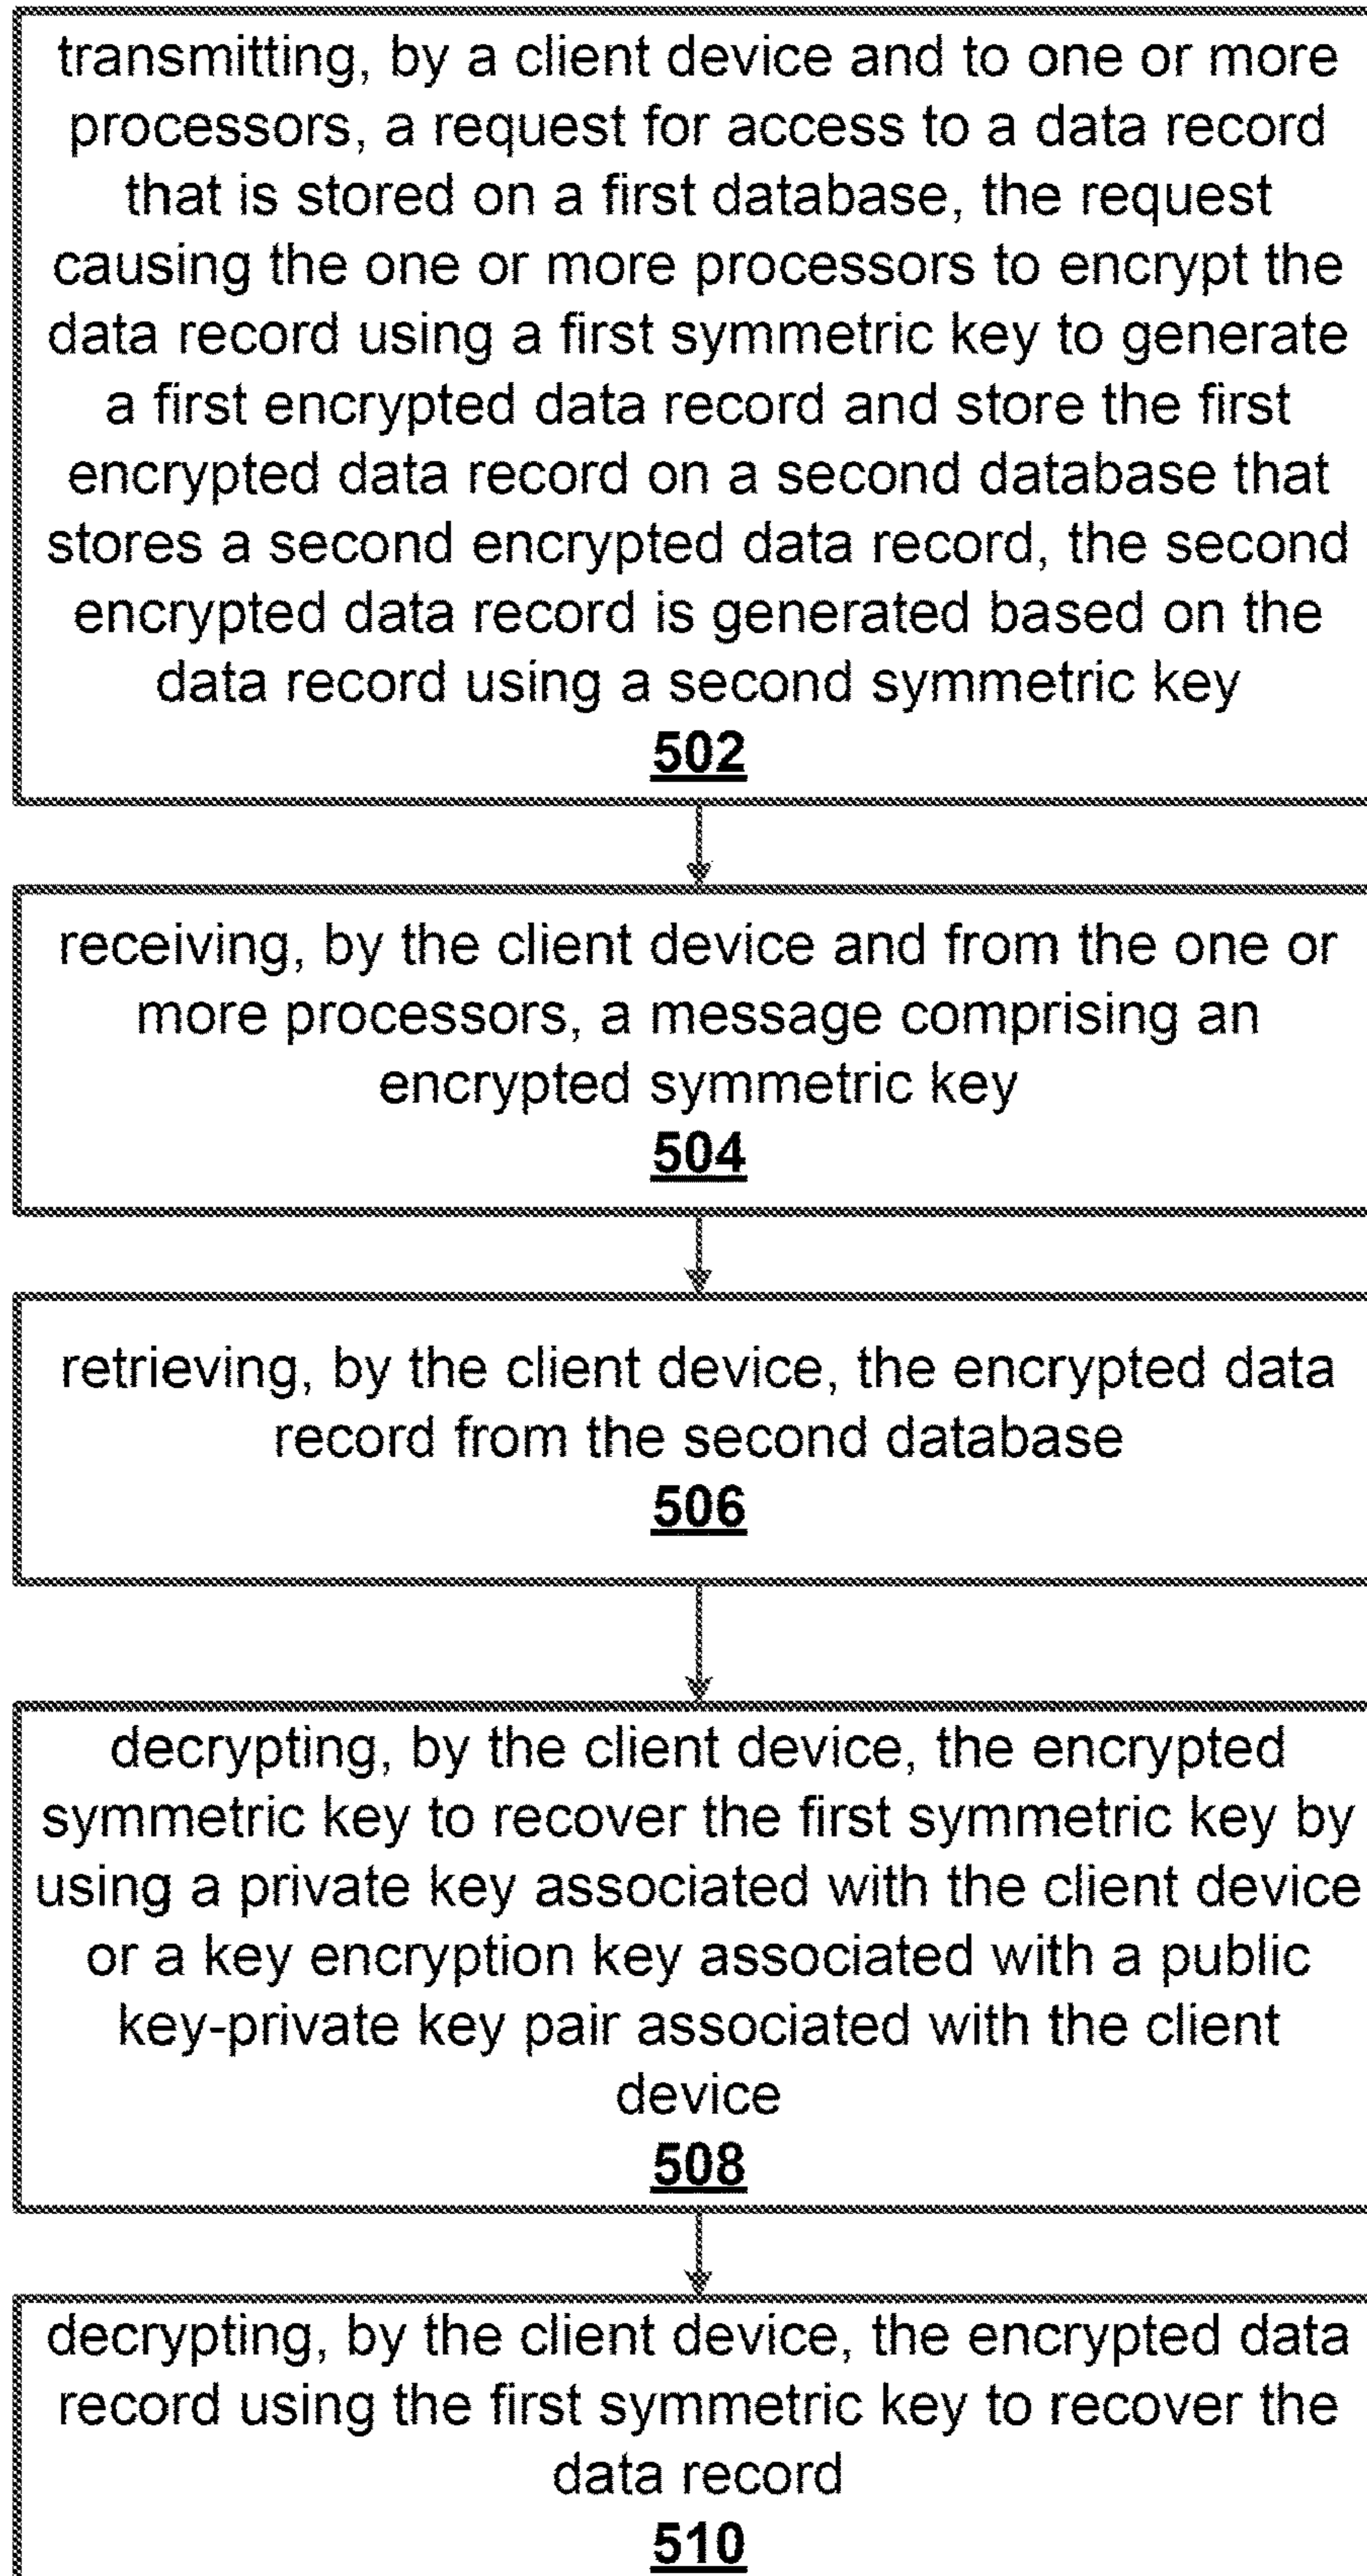 transmitting, by a client device and to one or more
processors, a request for access to a data record
that is stored on a first database, the request
causing the one or more processors to encrypt the
data record using a first symmetric key to generate
a first encrypted data record and store the first
encrypted data record on a second database that
stores a second encrypted data record, the second
encrypted data record is generated based on the
data record using a second symmetric key
502
receiving, by the client device and from the one or
more processors, a message comprising an
encrypted symmetric key
504
retrieving, by the client device, the encrypted data
record from the second database
506
decrypting, by the client device, the encrypted
symmetric key to recover the first symmetric key by
using a private key associated with the client device
or a key encryption key associated with a public
key-private key pair associated with the client
device
508
decrypting, by the client device, the encrypted data
record using the first symmetric key to recover the
data record
510